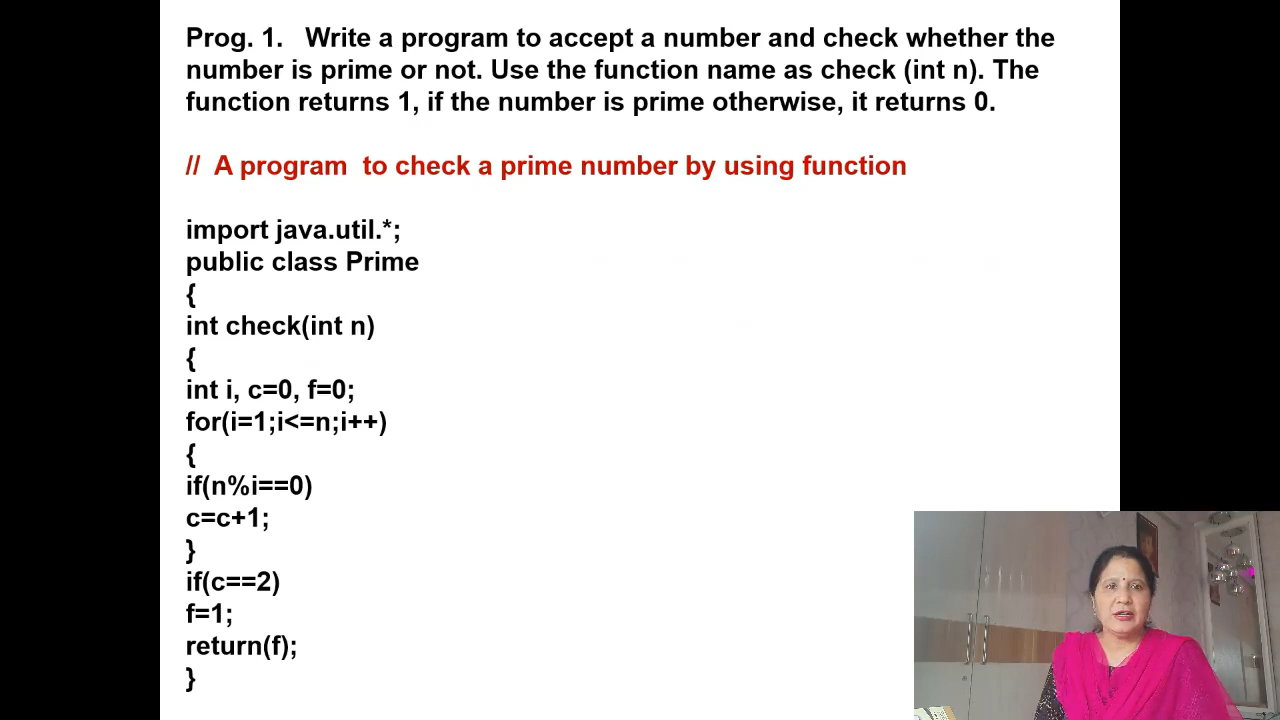 Prog. 1.   Write a program to accept a number and check whether the
number is prime or not. Use the function name as check (int n). The
function returns 1, if the number is prime otherwise, it returns 0.
//  A program  to check a prime number by using function
import java.util.*;
public class Prime
{
int check(int n)
{
int i, c=0, f=0;
for(i=1;i<=n;i++)
{
if(n%i==0)
c=c+1;
}
if(c==2)
f=1;
return(f);
}